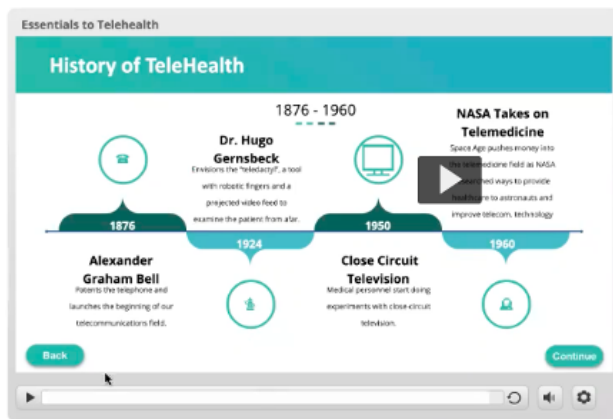 Essentials to Telehealth
History of TeleHealth
1876 - 1960
1876
Alexander
Graham Bell
Patents the telephone and
launches the beginning of our
telecommunications field.
Dr. Hugo
Gernsbeck
Envisions the "teledactyl", a tool
with robotic fingers and a
projected video feed to
examine the patient from afar.
1924
1950
Close Circuit
Television
Medical personnel start doing
experiments with close-circuit
television.
NASA Takes on
Telemedicine
Space Age pushes money into
telemedicine field as NASA
ways to provide
to astronauts and
improve telecom. technology
1960
Back
Continue